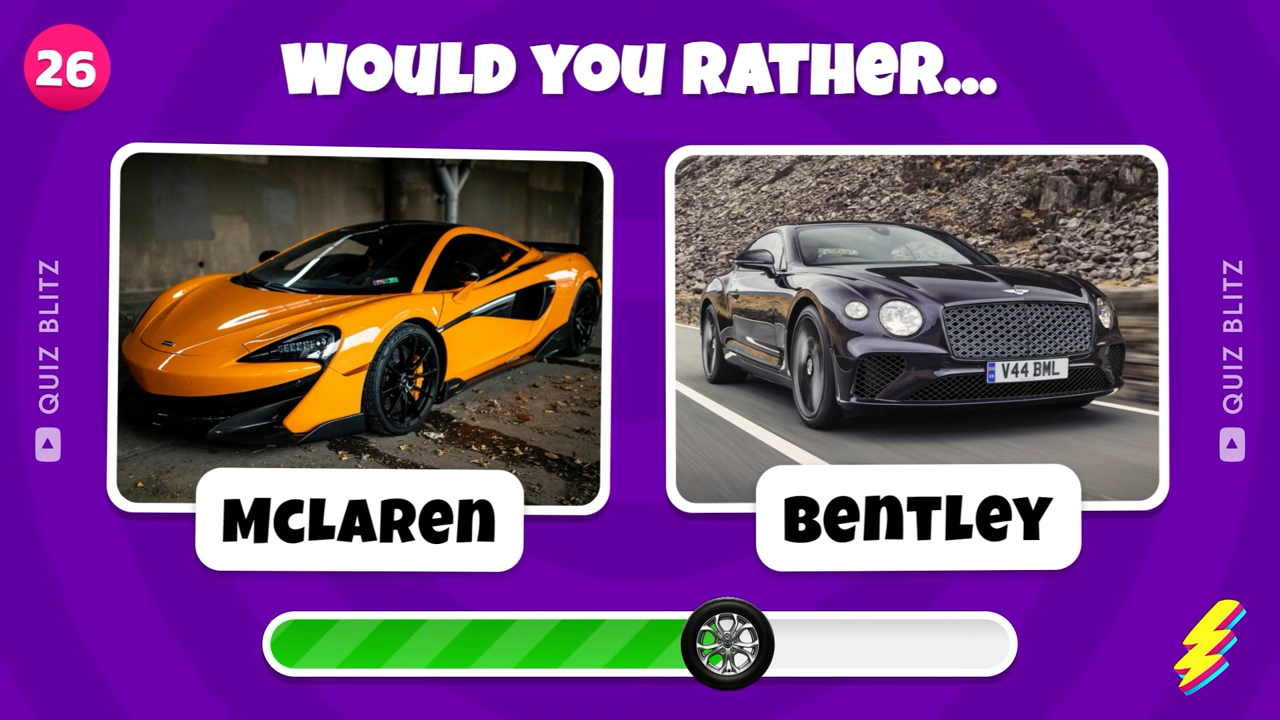 26
WOULD YOU RATHER...
QUIZ BLITZ
V44 BML
MCLAREN
BENTLEY
QUIZ BLITZ